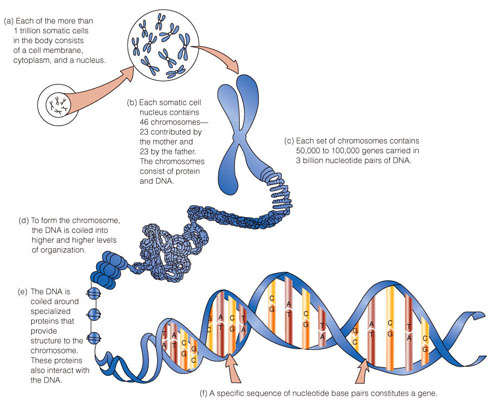 (a) Each of the more than
1 trillion somatic cells
in the body consists
of a cell membrane,
cytoplasm, and a nucleus.
(b) Each somatic cell
nucleus contains
46 chromosomes—
23 contributed by
the mother and
23 by the father.
The chromosomes
consist of protein
and DNA.
(c) Each set of chromosomes contains
50,000 to 100,000 genes carried in
3 billion nucleotide pairs of DNA.
(d) To form the chromosome,
the DNA is coiled into
higher and higher levels
of organization.
(e) The DNA is
coiled around
specialized
proteins that
provide
structure to the
chromosome.
These proteins
also interact with
the DNA.
(f) A specific sequence of nucleotide base pairs constitutes a gene.